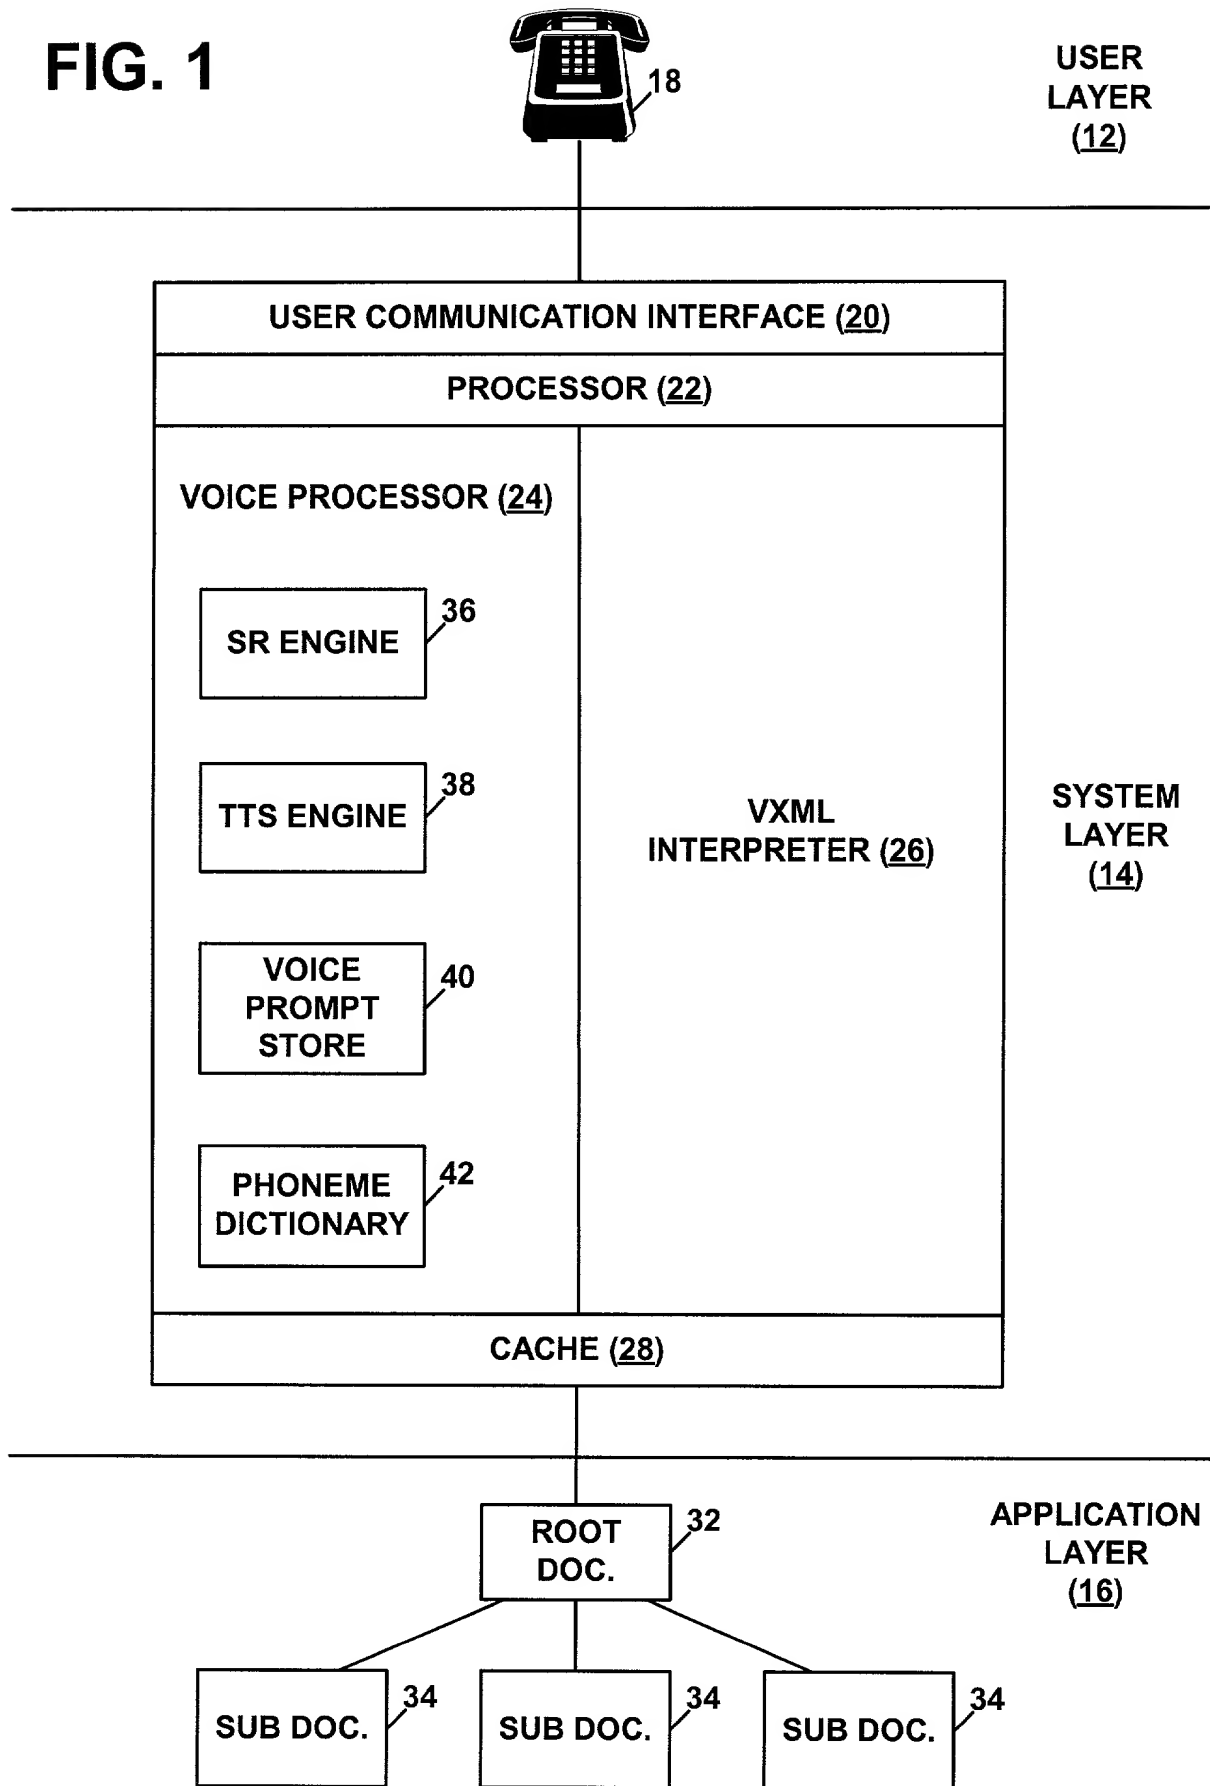 FIG. 1
18
USER
LAYER
(12)
USER COMMUNICATION INTERFACE (20)
PROCESSOR (22)
VOICE PROCESSOR (24)
SR ENGINE
36
TTS ENGINE
38
VOICE
PROMPT
STORE
40
PHONEME
DICTIONARY
42
VXML
INTERPRETER (26)
SYSTEM
LAYER
(14)
CACHE (28)
ROOT
DOC.
32
APPLICATION
LAYER
(16)
SUB DOC.
34
SUB DOC.
34
SUB DOC.
34